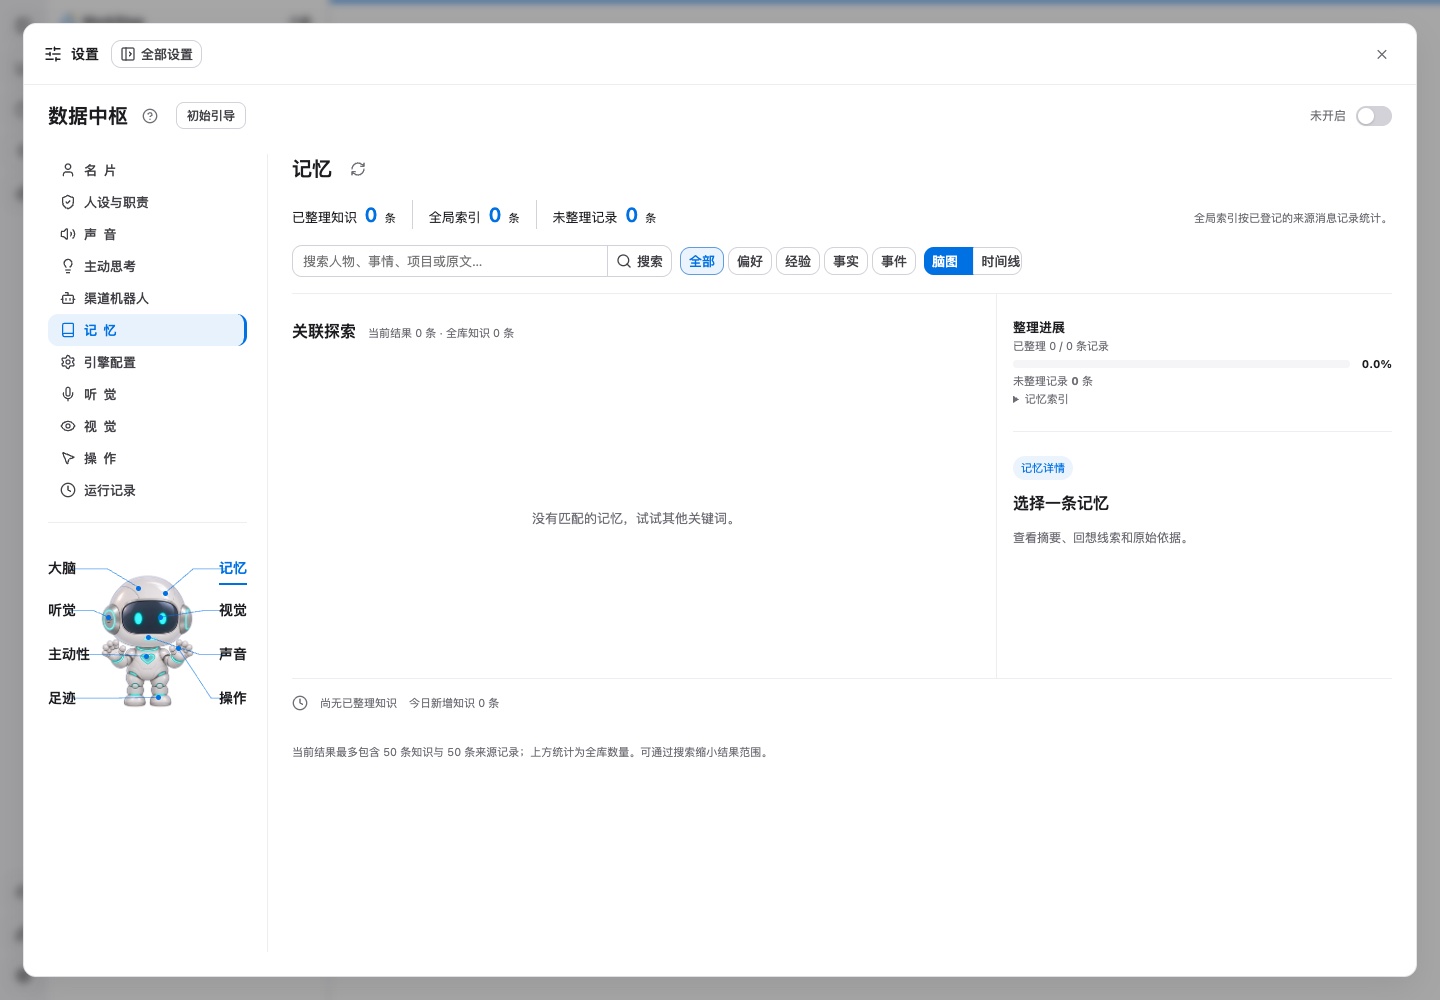 设置 全部设置
数据中枢 初始引导 未开启
名 片
人设与职责
声 音
主动思考
渠道机器人
记 忆
引擎配置
听 觉
视 觉
操 作
运行记录
大脑 记忆
听觉 视觉
主动性 声音
足迹 操作
记忆
已整理知识 0 条 全局索引 0 条 未整理记录 0 条 全局索引按已登记的来源消息记录统计。
搜索人物、事情、项目或原文... 搜索 全部 偏好 经验 事实 事件 脑图 时间线
关联探索 当前结果 0 条 · 全库知识 0 条
没有匹配的记忆，试试其他关键词。
整理进展
已整理 0 / 0 条记录
0.0%
未整理记录 0 条
记忆索引
记忆详情
选择一条记忆
查看摘要、回想线索和原始依据。
尚无已整理知识 今日新增知识 0 条
当前结果最多包含 50 条知识与 50 条来源记录；上方统计为全库数量。可通过搜索缩小结果范围。